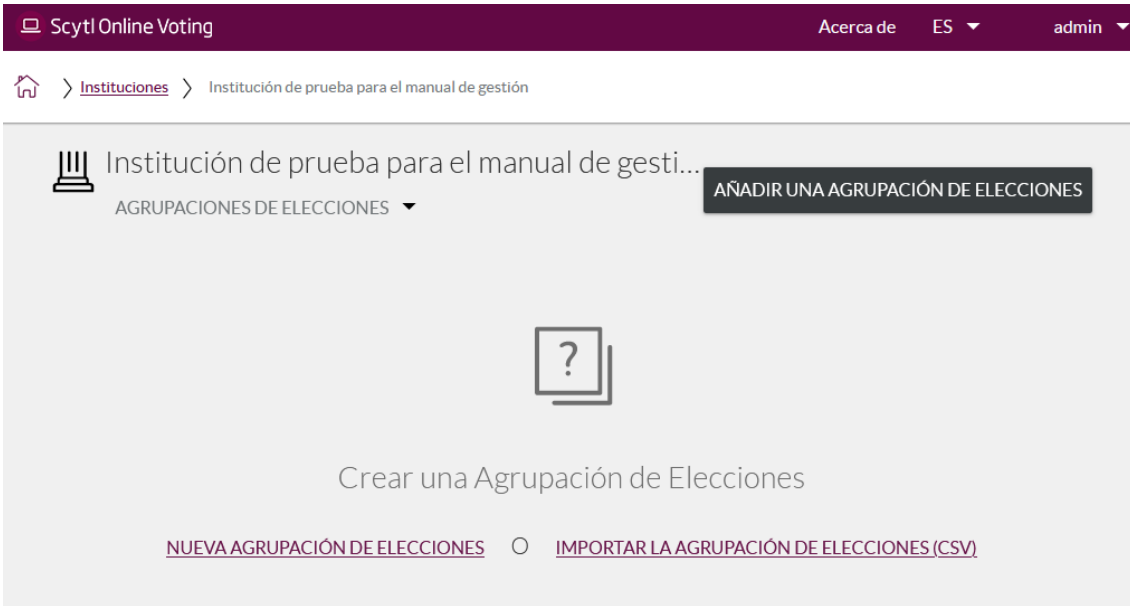 Scytl Online Voting Acerca de ES admin
Instituciones Institución de prueba para el manual de gestión
Institución de prueba para el manual de gesti...
AÑADIR UNA AGRUPACIÓN DE ELECCIONES
AGRUPACIONES DE ELECCIONES
?
Crear una Agrupación de Elecciones
NUEVA AGRUPACIÓN DE ELECCIONES O IMPORTAR LA AGRUPACIÓN DE ELECCIONES (CSV)